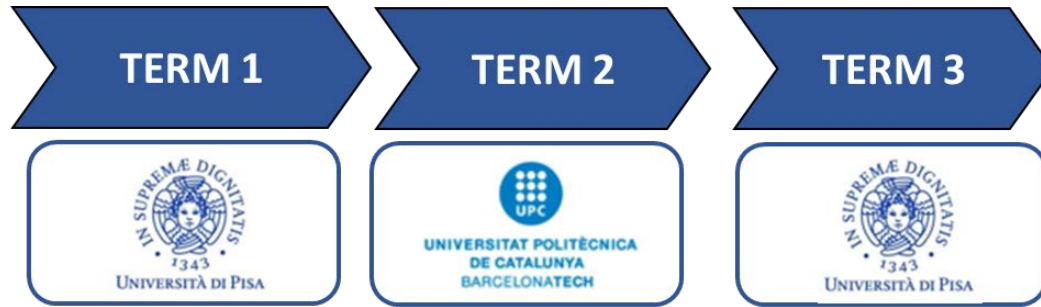 TERM 1
TERM 2
TERM 3
IN SUPREMÆ DIGNITATIS
• 1343 •
UNIVERSITÀ DI PISA
UPC
UNIVERSITAT POLITÈCNICA
DE CATALUNYA
BARCELONATECH
IN SUPREMÆ DIGNITATIS
• 1343 •
UNIVERSITÀ DI PISA